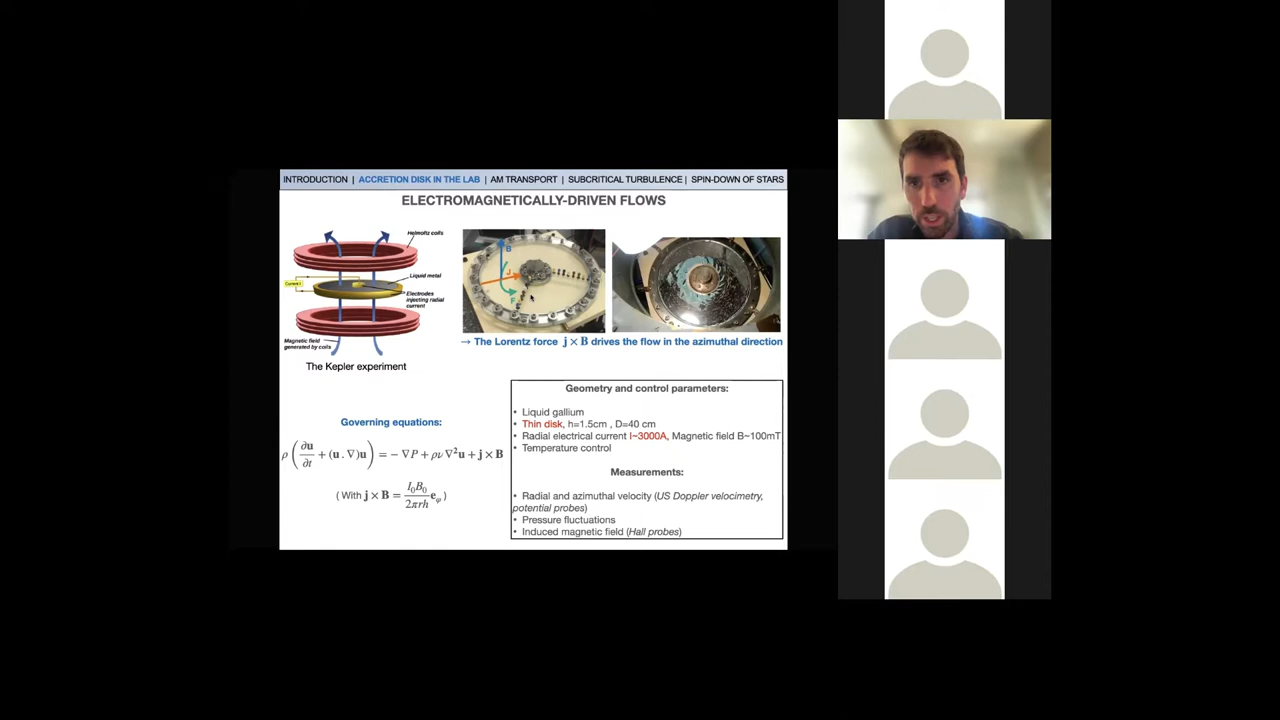 INTRODUCTION | ACCRETION DISK IN THE LAB | AM TRANSPORT | SUBCRITICAL TURBULENCE | SPIN-DOWN OF STARS
ELECTROMAGNETICALLY-DRIVEN FLOWS
Helmoltz coils
Liquid metal
Current I
Electrodes
injecting radial
current
Magnetic field
generated by coils
The Kepler experiment
B
J
F
→ The Lorentz force j × B drives the flow in the azimuthal direction
Governing equations:
ρ(∂u/∂t + (u . ∇)u) = − ∇P + ρν ∇²u + j × B
( With j × B = I₀B₀/2πrh e_φ )
Geometry and control parameters:
• Liquid gallium
• Thin disk, h=1.5cm , D=40 cm
• Radial electrical current I~3000A, Magnetic field B~100mT
• Temperature control
Measurements:
• Radial and azimuthal velocity (US Doppler velocimetry,
potential probes)
• Pressure fluctuations
• Induced magnetic field (Hall probes)